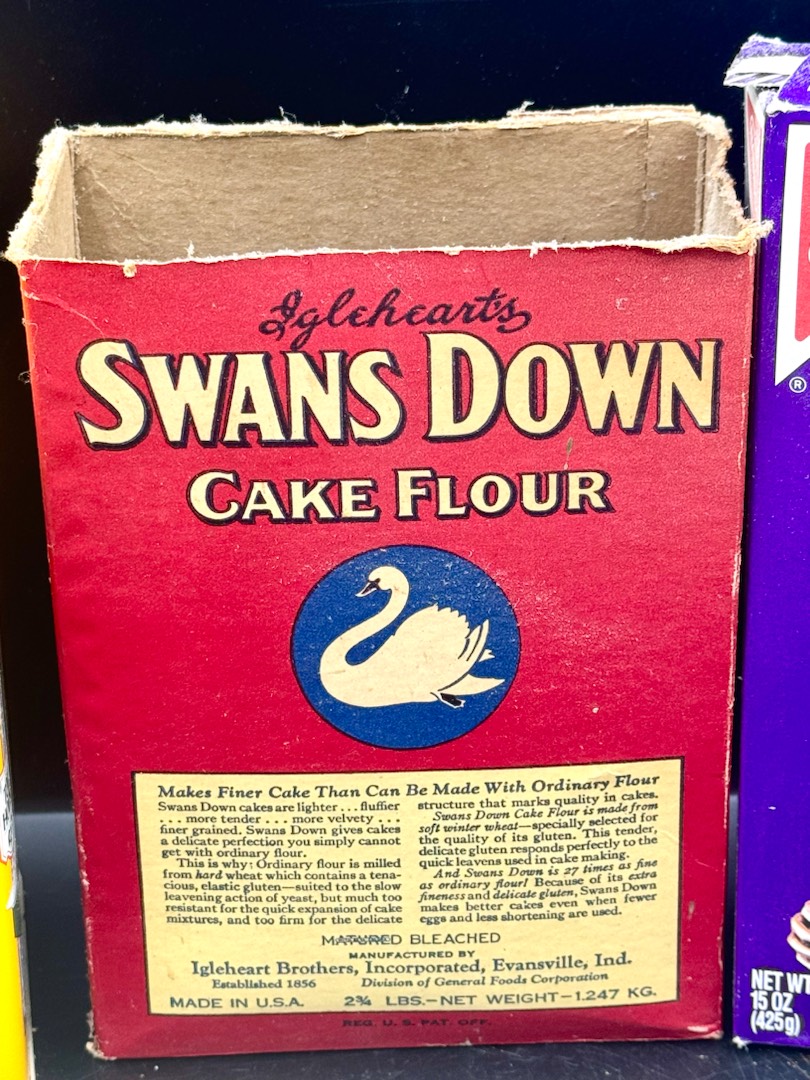 Igleheart's
SWANS DOWN
CAKE FLOUR
Makes Finer Cake Than Can Be Made With Ordinary Flour
Swans Down cakes are lighter . . . fluffier
. . . more tender . . . more velvety . . .
finer grained. Swans Down gives cakes
a delicate perfection you simply cannot
get with ordinary flour.
This is why: Ordinary flour is milled
from hard wheat which contains a tena-
cious, elastic gluten—suited to the slow
leavening action of yeast, but much too
resistant for the quick expansion of cake
mixtures, and too firm for the delicate
structure that marks quality in cakes.
Swans Down Cake Flour is made from
soft winter wheat—specially selected for
the quality of its gluten. This tender,
delicate gluten responds perfectly to the
quick leavens used in cake making.
And Swans Down is 27 times as fine
as ordinary flour! Because of its extra
fineness and delicate gluten, Swans Down
makes better cakes even when fewer
eggs and less shortening are used.
MATURED BLEACHED
MANUFACTURED BY
Igleheart Brothers, Incorporated, Evansville, Ind.
Established 1856 Division of General Foods Corporation
MADE IN U.S.A. 2¾ LBS.–NET WEIGHT–1.247 KG.
REG. U. S. PAT. OFF.
®
NET WT
15 OZ
(425g)